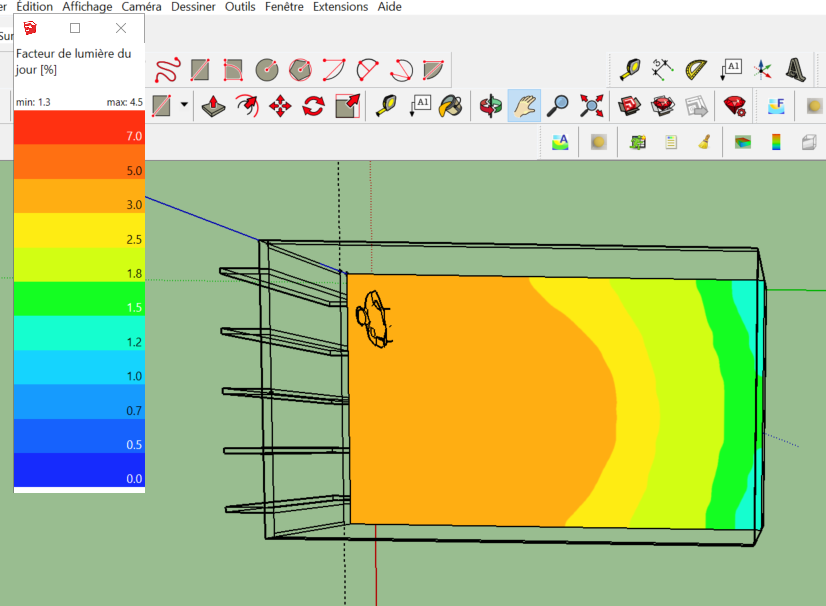 er Édition Affichage Caméra Dessiner Outils Fenêtre Extensions Aide
Sur
Facteur de lumière du
jour [%]
min: 1.3 max: 4.5
7.0
5.0
3.0
2.5
1.8
1.5
1.2
1.0
0.7
0.5
0.0
A1
A1
F
A